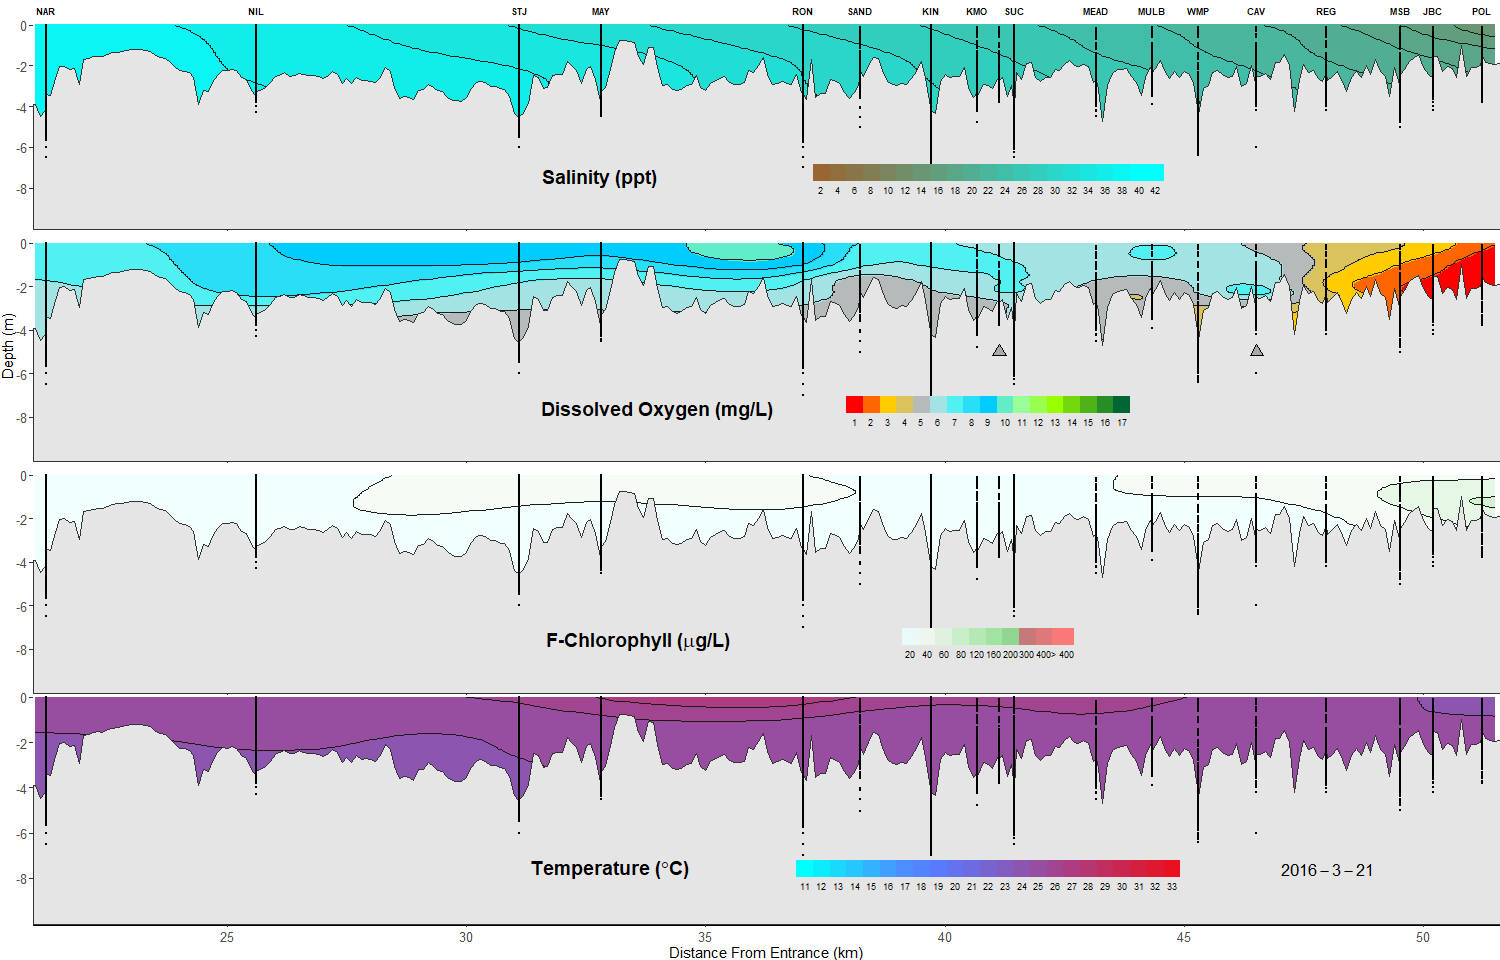 NAR NIL STJ MAY RON SAND KIN KMO SUC MEAD MULB WMP CAV REG MSB JBC POL
0
-2
-4
-6
-8
Salinity (ppt)
2 4 6 8 10 12 14 16 18 20 22 24 26 28 30 32 34 36 38 40 42
0
-2
-4
-6
-8
Depth (m)
Dissolved Oxygen (mg/L)
1 2 3 4 5 6 7 8 9 10 11 12 13 14 15 16 17
0
-2
-4
-6
-8
F-Chlorophyll (µg/L)
20 40 60 80 120 160 200 300 400 > 400
0
-2
-4
-6
-8
Temperature (°C)
11 12 13 14 15 16 17 18 19 20 21 22 23 24 25 26 27 28 29 30 31 32 33
2016 – 3 – 21
25 30 35 40 45 50
Distance From Entrance (km)